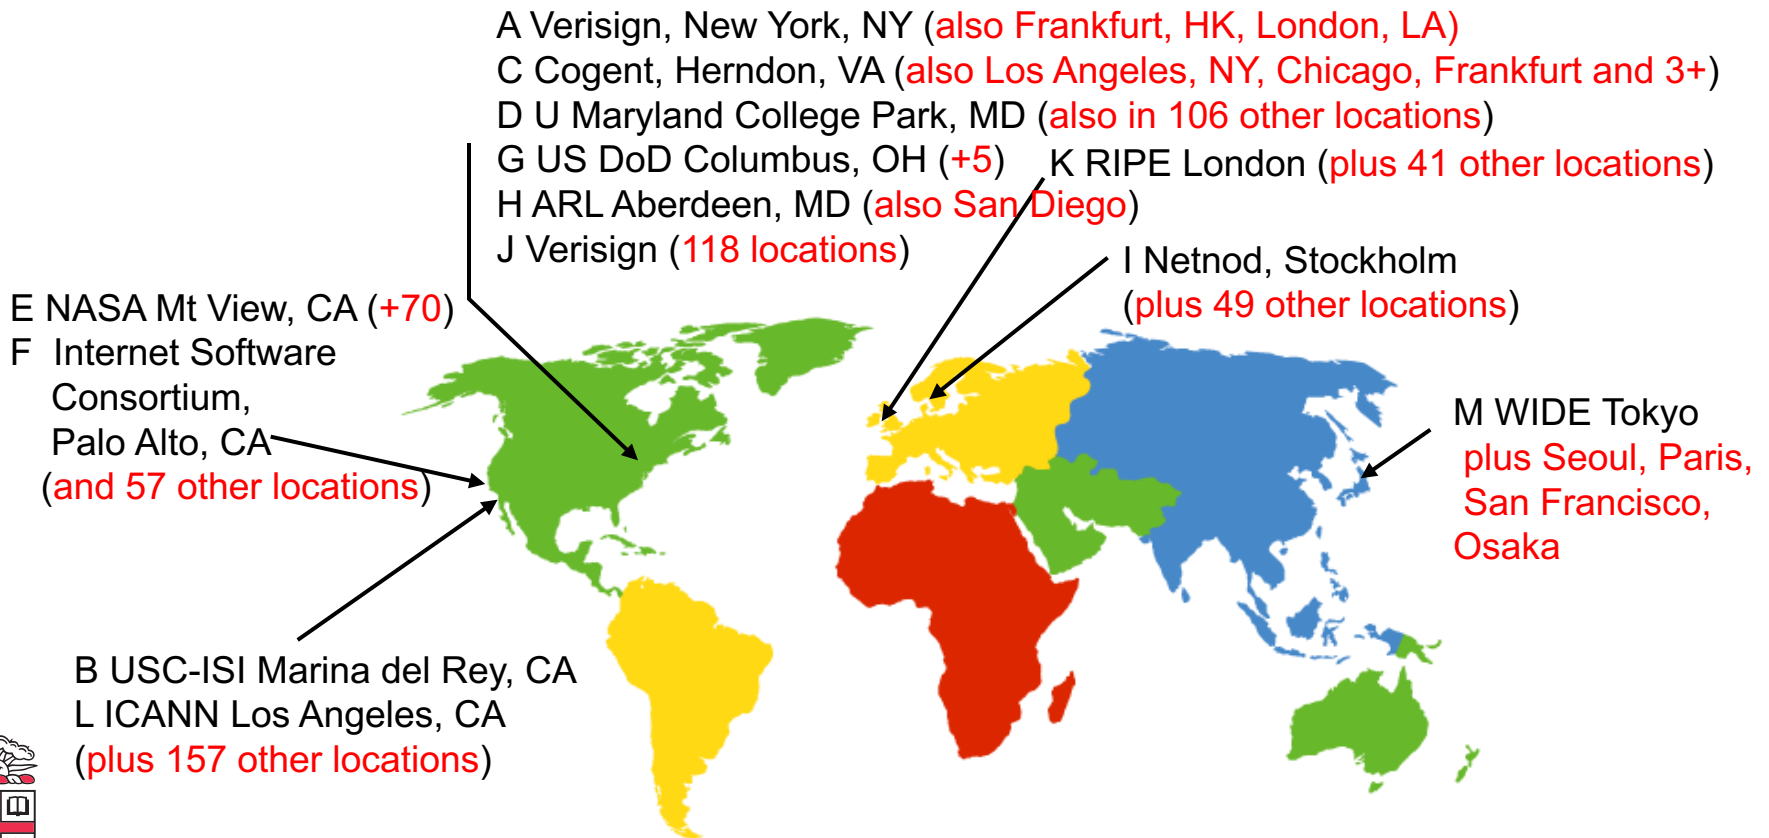 A Verisign, New York, NY (also Frankfurt, HK, London, LA)
C Cogent, Herndon, VA (also Los Angeles, NY, Chicago, Frankfurt and 3+)
D U Maryland College Park, MD (also in 106 other locations)
G US DoD Columbus, OH (+5)
K RIPE London (plus 41 other locations)
H ARL Aberdeen, MD (also San Diego)
J Verisign (118 locations)
I Netnod, Stockholm
(plus 49 other locations)
E NASA Mt View, CA (+70)
F Internet Software
Consortium,
Palo Alto, CA
(and 57 other locations)
M WIDE Tokyo
plus Seoul, Paris,
San Francisco,
Osaka
B USC-ISI Marina del Rey, CA
L ICANN Los Angeles, CA
(plus 157 other locations)